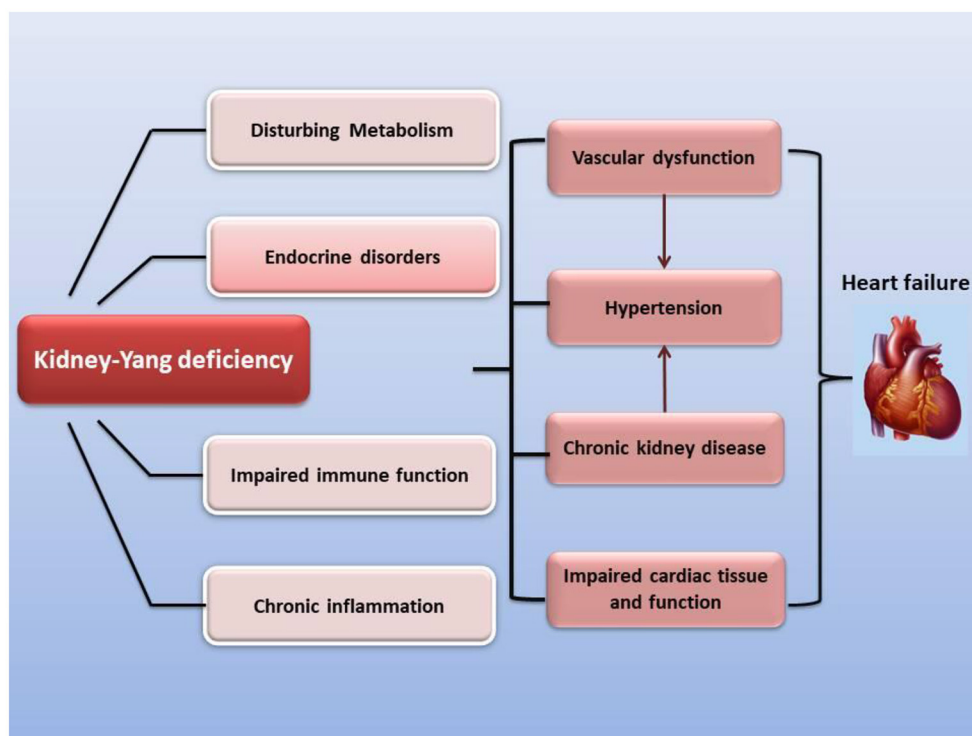 Disturbing Metabolism
Endocrine disorders
Kidney-Yang deficiency
Impaired immune function
Chronic inflammation
Vascular dysfunction
Hypertension
Chronic kidney disease
Impaired cardiac tissue
and function
Heart failure